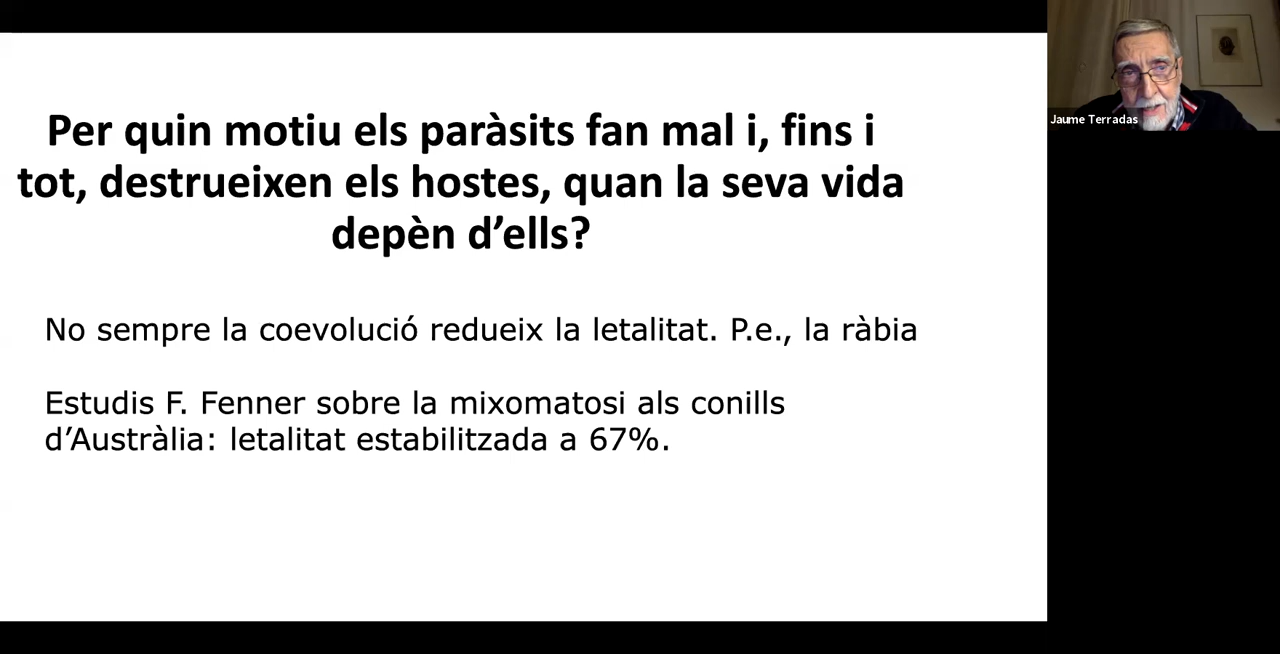 Per quin motiu els paràsits fan mal i, fins i
tot, destrueixen els hostes, quan la seva vida
depèn d’ells?
No sempre la coevolució redueix la letalitat. P.e., la ràbia
Estudis F. Fenner sobre la mixomatosi als conills
d’Austràlia: letalitat estabilitzada a 67%.
Jaume Terradas